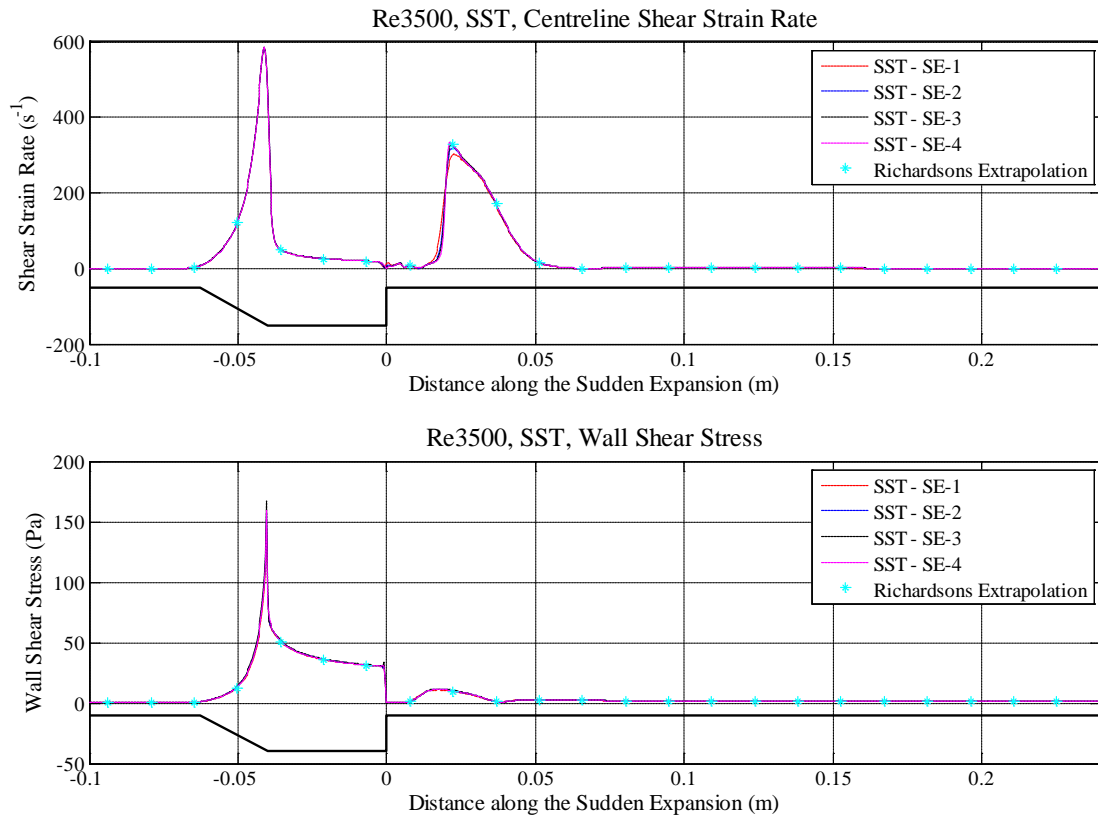 Re3500, SST, Centreline Shear Strain Rate
600
400
200
0
-200
Shear Strain Rate (s⁻¹)
SST - SE-1
SST - SE-2
SST - SE-3
SST - SE-4
Richardsons Extrapolation
-0.1 -0.05 0 0.05 0.1 0.15 0.2
Distance along the Sudden Expansion (m)
Re3500, SST, Wall Shear Stress
200
150
100
50
0
-50
Wall Shear Stress (Pa)
SST - SE-1
SST - SE-2
SST - SE-3
SST - SE-4
Richardsons Extrapolation
-0.1 -0.05 0 0.05 0.1 0.15 0.2
Distance along the Sudden Expansion (m)